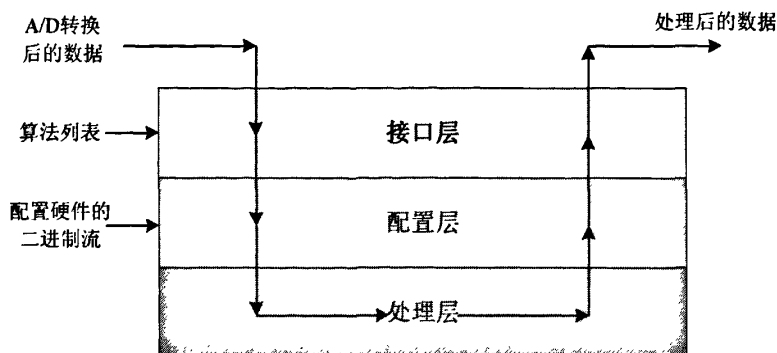 A/D转换
后的数据
处理后的数据
算法列表
接口层
配置硬件的
二进制流
配置层
处理层